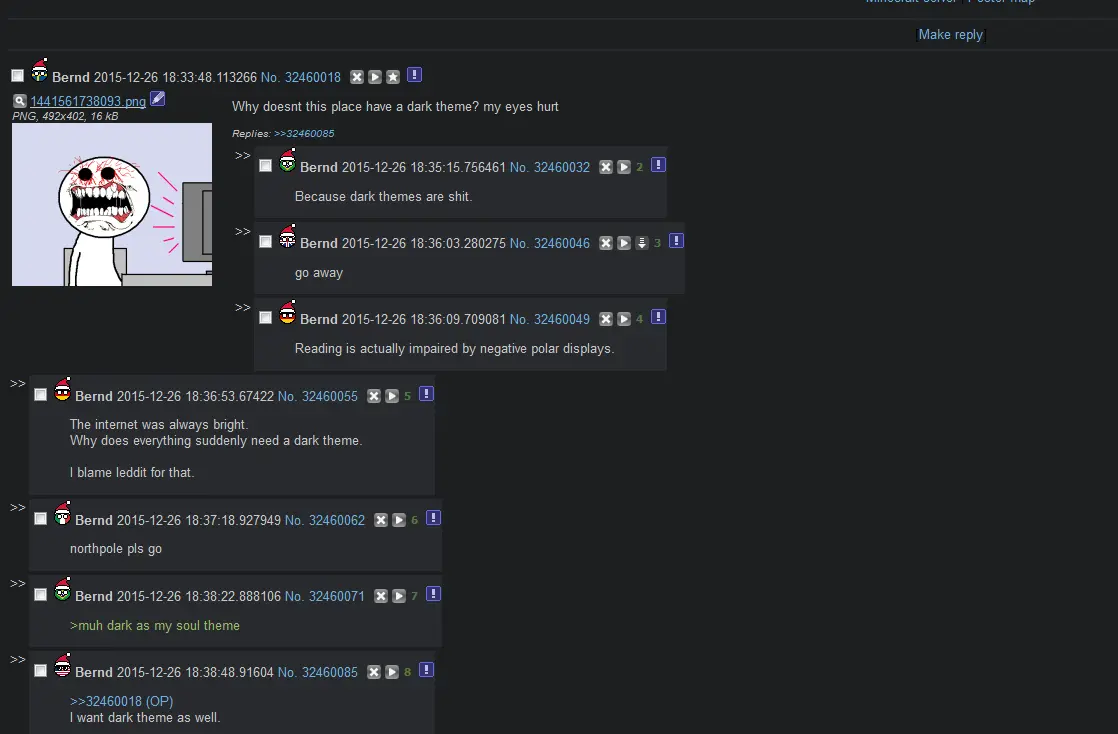 Make reply
Bernd 2015-12-26 18:33:48.113266 No. 32460018
1441561738093.png
PNG, 492x402, 16 kB
Why doesnt this place have a dark theme? my eyes hurt
Replies: >>32460085
>> Bernd 2015-12-26 18:35:15.756461 No. 32460032 2
Because dark themes are shit.
>> Bernd 2015-12-26 18:36:03.280275 No. 32460046 3
go away
>> Bernd 2015-12-26 18:36:09.709081 No. 32460049 4
Reading is actually impaired by negative polar displays.
>> Bernd 2015-12-26 18:36:53.67422 No. 32460055 5
The internet was always bright.
Why does everything suddenly need a dark theme.
I blame leddit for that.
>> Bernd 2015-12-26 18:37:18.927949 No. 32460062 6
northpole pls go
>> Bernd 2015-12-26 18:38:22.888106 No. 32460071 7
>muh dark as my soul theme
>> Bernd 2015-12-26 18:38:48.91604 No. 32460085 8
>>32460018 (OP)
I want dark theme as well.